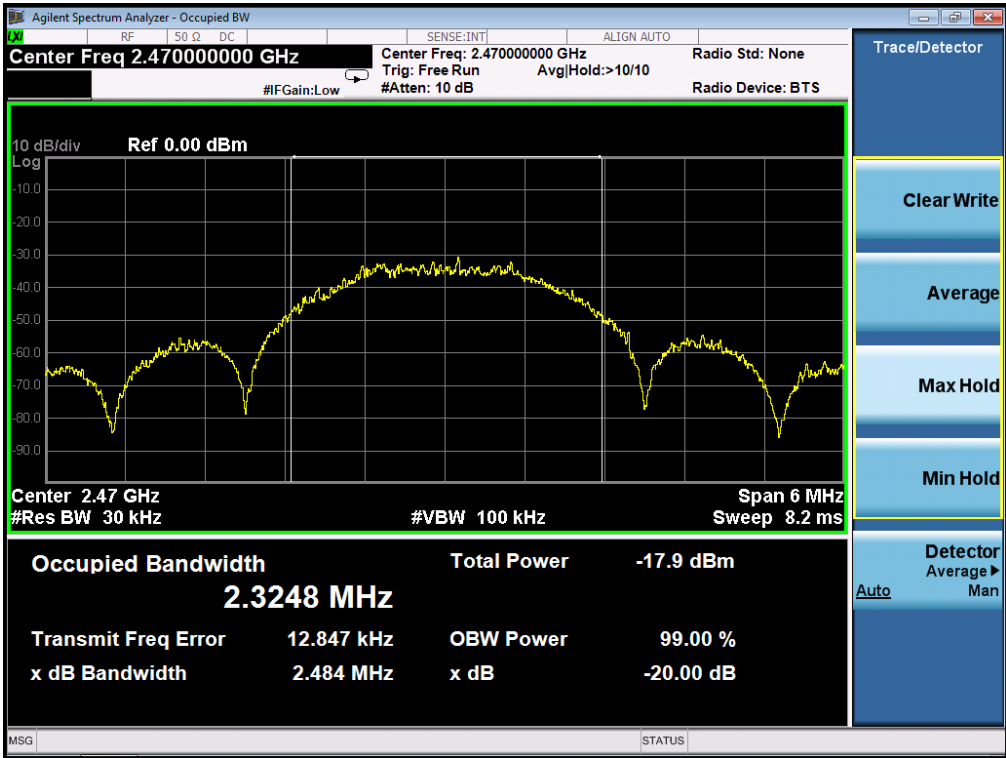 Agilent Spectrum Analyzer - Occupied BW
LXI
RF
50 Ω
DC
SENSE:INT
ALIGN AUTO
Center Freq 2.470000000 GHz
#IFGain:Low
Center Freq: 2.470000000 GHz
Trig: Free Run
Avg|Hold:>10/10
#Atten: 10 dB
Radio Std: None
Radio Device: BTS
10 dB/div
Ref 0.00 dBm
Log
-10.0
-20.0
-30.0
-40.0
-50.0
-60.0
-70.0
-80.0
-90.0
Center 2.47 GHz
Span 6 MHz
#Res BW 30 kHz
#VBW 100 kHz
Sweep 8.2 ms
Occupied Bandwidth
2.3248 MHz
Total Power
-17.9 dBm
Transmit Freq Error
12.847 kHz
OBW Power
99.00 %
x dB Bandwidth
2.484 MHz
x dB
-20.00 dB
MSG
STATUS
Trace/Detector
Clear Write
Average
Max Hold
Min Hold
Detector
Average▶
Auto
Man